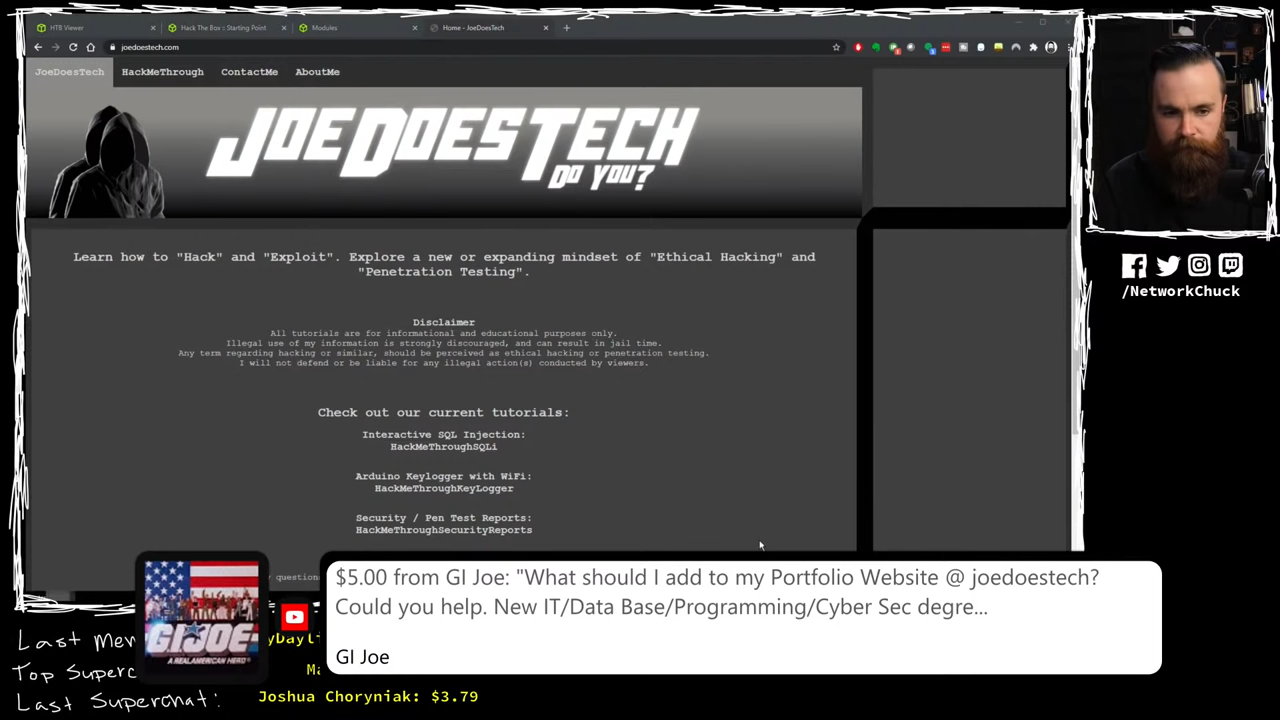 HTB Viewer
Hack The Box :: Starting Point
Modules
Home - JoeDoesTech
joedoestech.com
JoeDoesTech HackMeThrough ContactMe AboutMe
JOEDOESTECH
DO YOU?
Learn how to "Hack" and "Exploit". Explore a new or expanding mindset of "Ethical Hacking" and
"Penetration Testing".
/NetworkChuck
Disclaimer
All tutorials are for informational and educational purposes only.
Illegal use of my information is strongly discouraged, and can result in jail time.
Any term regarding hacking or similar, should be perceived as ethical hacking or penetration testing.
I will not defend or be liable for any illegal action(s) conducted by viewers.
Check out our current tutorials:
Interactive SQL Injection:
HackMeThroughSQLi
Arduino Keylogger with WiFi:
HackMeThroughKeyLogger
Security / Pen Test Reports:
HackMeThroughSecurityReports
questions
$5.00 from GI Joe: "What should I add to my Portfolio Website @ joedoestech?
Could you help. New IT/Data Base/Programming/Cyber Sec degre...
GI Joe
GIJOE
A REAL AMERICAN HERO
Last Mem
Top Superc
Last Superchat:
Joshua Choryniak: $3.79